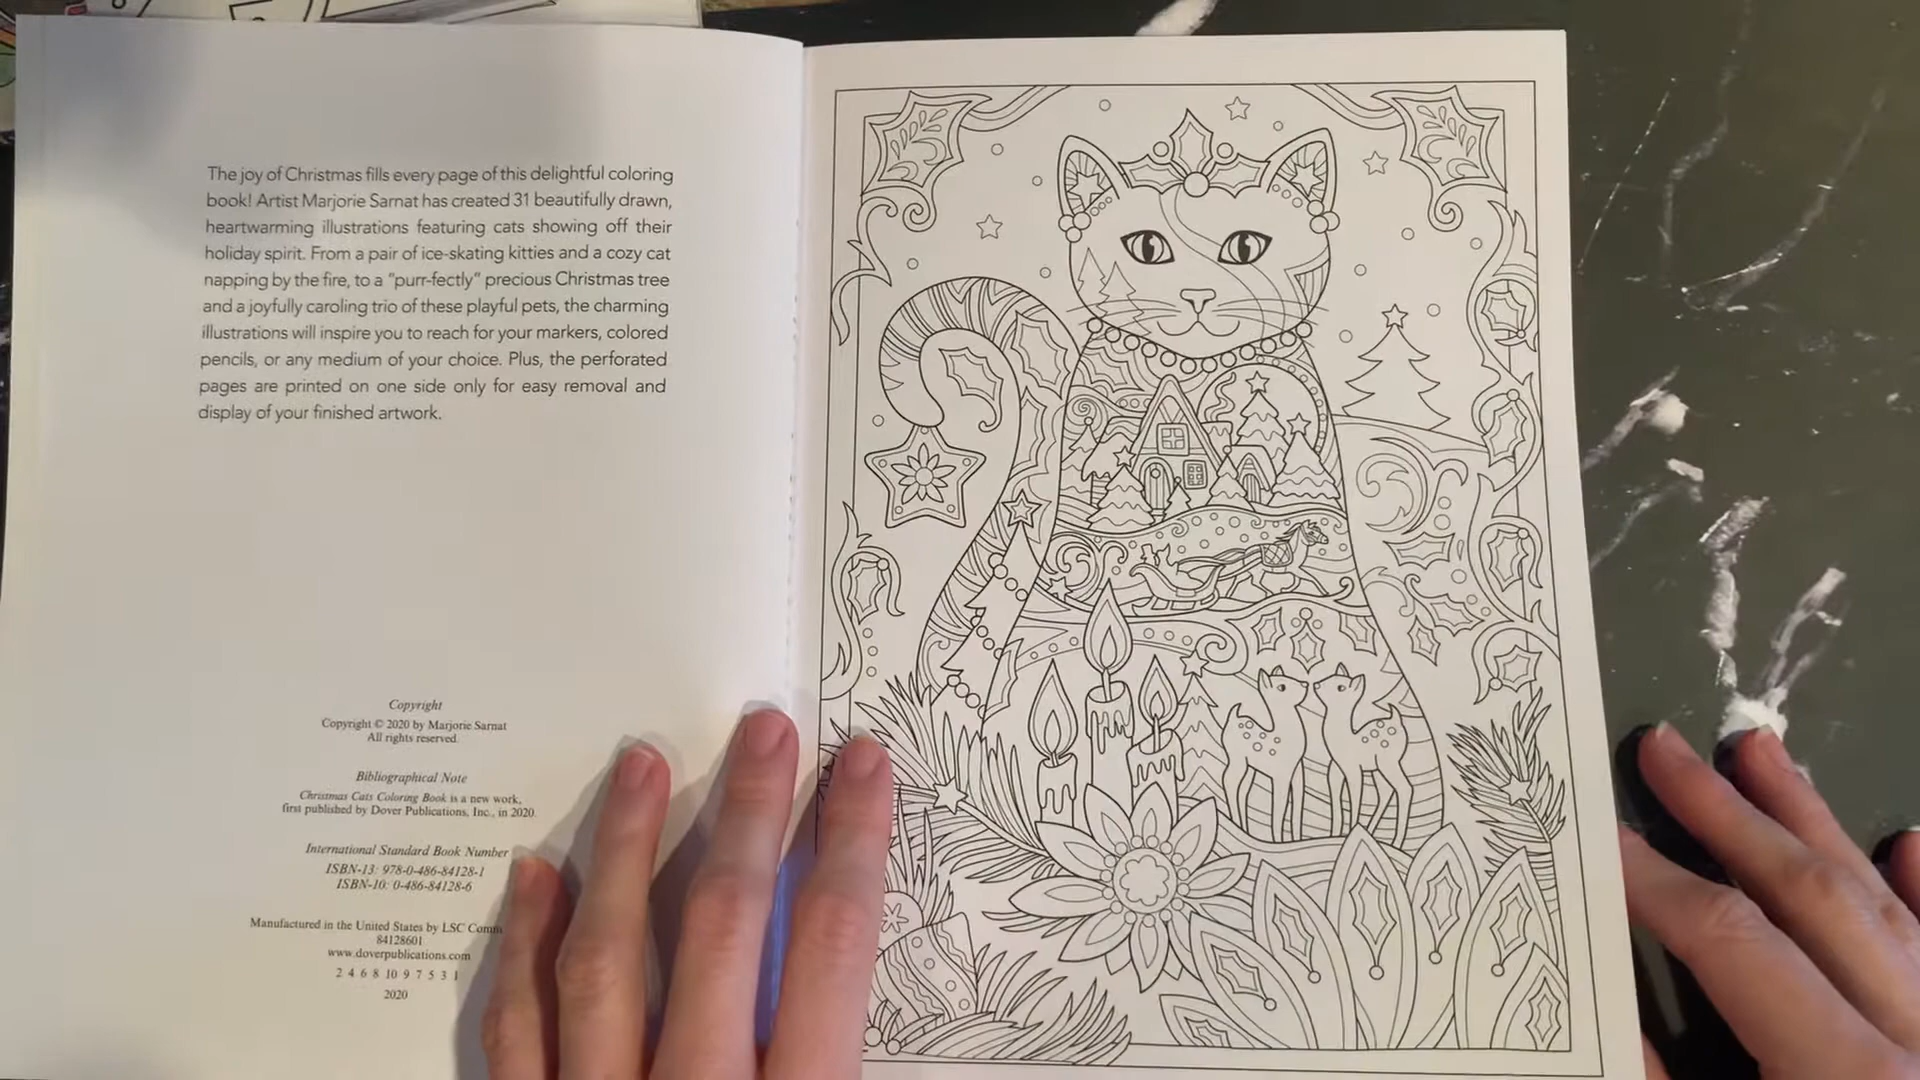 The joy of Christmas fills every page of this delightful coloring
book! Artist Marjorie Sarnat has created 31 beautifully drawn,
heartwarming illustrations featuring cats showing off their
holiday spirit. From a pair of ice-skating kitties and a cozy cat
napping by the fire, to a “purr-fectly” precious Christmas tree
and a joyfully caroling trio of these playful pets, the charming
illustrations will inspire you to reach for your markers, colored
pencils, or any medium of your choice. Plus, the perforated
pages are printed on one side only for easy removal and
display of your finished artwork.
Copyright
Copyright © 2020 by Marjorie Sarnat
All rights reserved.
Bibliographical Note
Christmas Cats Coloring Book is a new work,
first published by Dover Publications, Inc., in 2020.
International Standard Book Number
ISBN-13: 978-0-486-84128-1
ISBN-10: 0-486-84128-6
Manufactured in the United States by LSC
84128601
www.doverpublications.com
2 4 6 8 10 9 7 5 3 1
2020